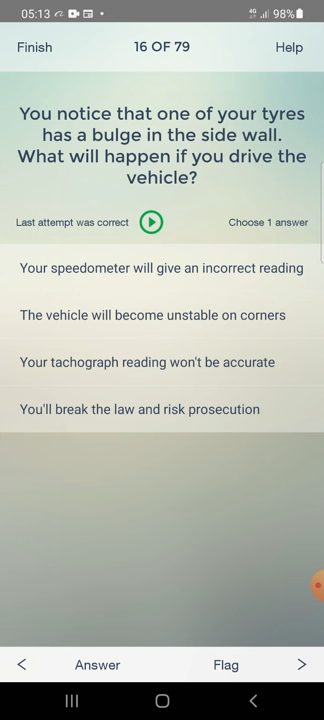 05:13
4G 98%
Finish 16 OF 79 Help
You notice that one of your tyres
has a bulge in the side wall.
What will happen if you drive the
vehicle?
Last attempt was correct Choose 1 answer
Your speedometer will give an incorrect reading
The vehicle will become unstable on corners
Your tachograph reading won't be accurate
You'll break the law and risk prosecution
< Answer Flag >